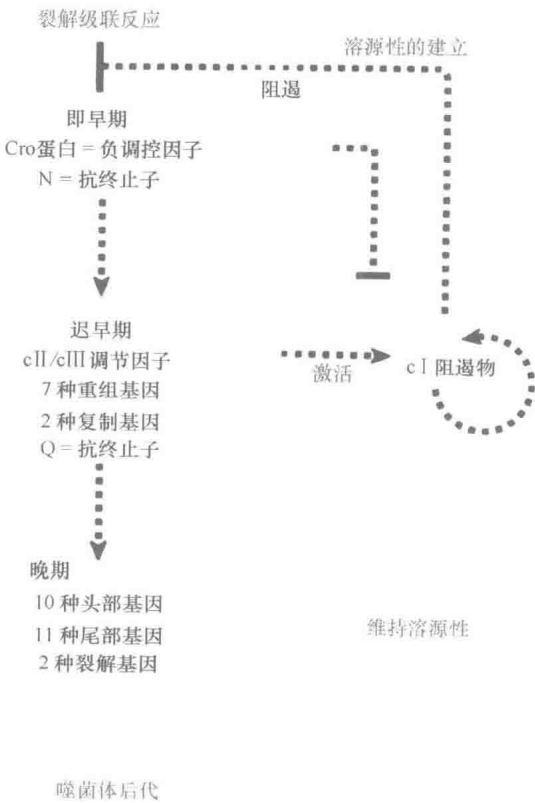 裂解级联反应
溶源性的建立
阻遏
即早期
Cro蛋白 = 负调控因子
N = 抗终止子
迟早期
cⅡ/cⅢ调节因子
7 种重组基因
2 种复制基因
Q = 抗终止子
激活
cⅠ阻遏物
晚期
10 种头部基因
11 种尾部基因
2 种裂解基因
维持溶源性
噬菌体后代